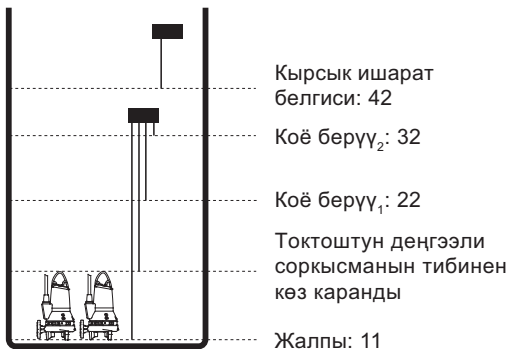 Кырсык ишарат
белгиси: 42
Коё берүү₂: 32
Коё берүү₁: 22
Токтоштун деңгээли
соркысманын тибинен
көз каранды
Жалпы: 11